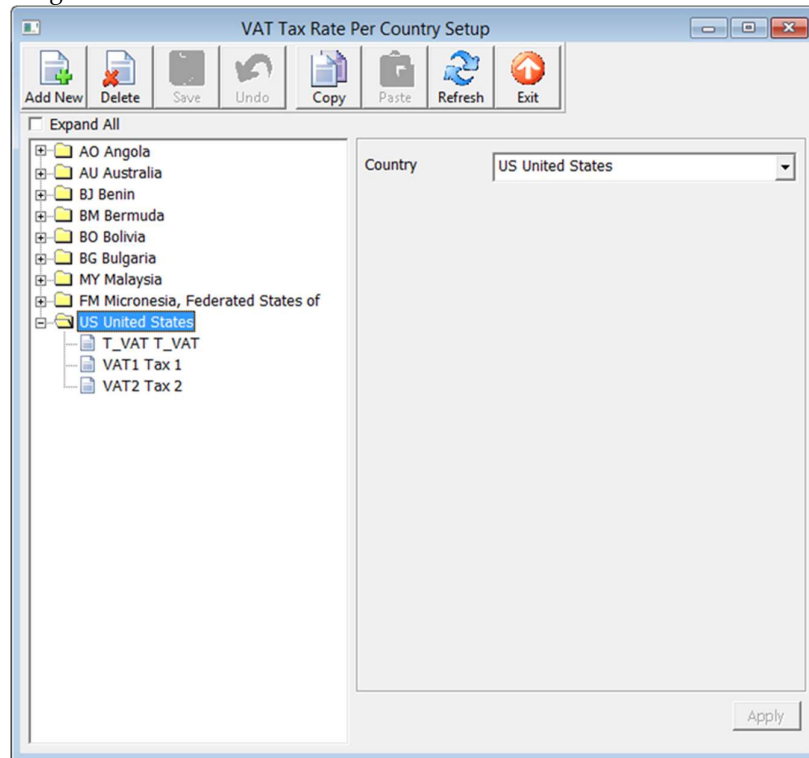 VAT Tax Rate Per Country Setup
Add New Delete Save Undo Copy Paste Refresh Exit
Expand All
AO Angola
AU Australia
BJ Benin
BM Bermuda
BO Bolivia
BG Bulgaria
MY Malaysia
FM Micronesia, Federated States of
US United States
T_VAT T_VAT
VAT1 Tax 1
VAT2 Tax 2
Country US United States
Apply